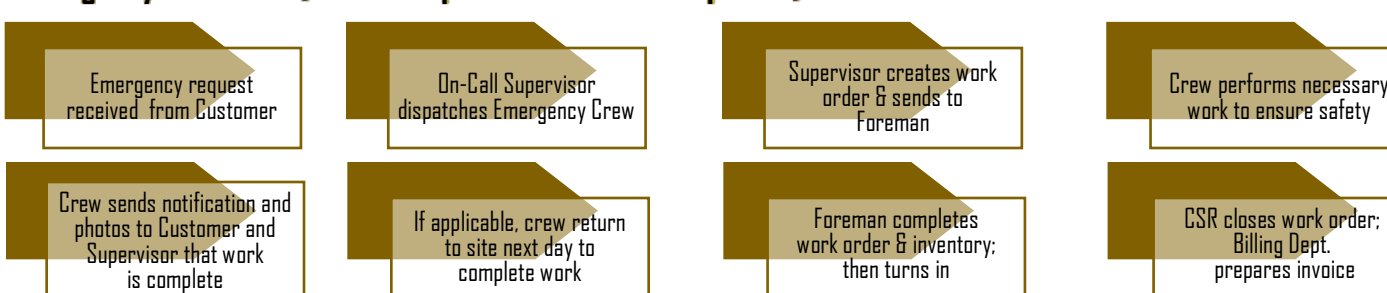 Emergency request
received from Customer
On-Call Supervisor
dispatches Emergency Crew
Supervisor creates work
order & sends to
Foreman
Crew performs necessary
work to ensure safety
Crew sends notification and
photos to Customer and
Supervisor that work
is complete
If applicable, crew return
to site next day to
complete work
Foreman completes
work order & inventory;
then turns in
CSR closes work order;
Billing Dept.
prepares invoice